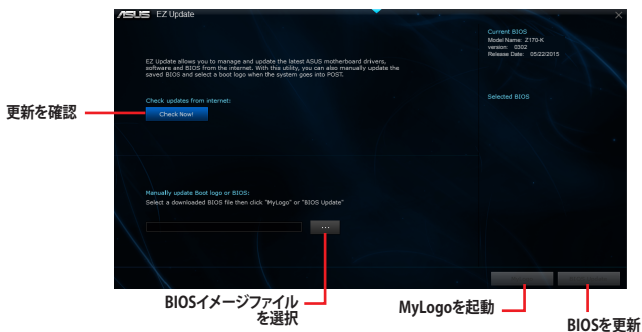 ASUS EZ Update
Current BIOS
Model Name: Z170-K
version: 0302
Release Date: 05/22/2015
EZ Update allows you to manage and update the latest ASUS motherboard drivers,
software and BIOS from the internet. With this utility, you can also manually update the
saved BIOS and select a boot logo when the system goes into POST.
Check updates from internet:
Selected BIOS
更新を確認
Check Now!
Manually update Boot logo or BIOS:
Select a downloaded BIOS file then click "MyLogo" or "BIOS Update"
...
BIOSイメージファイル
を選択
MyLogoを起動
BIOSを更新